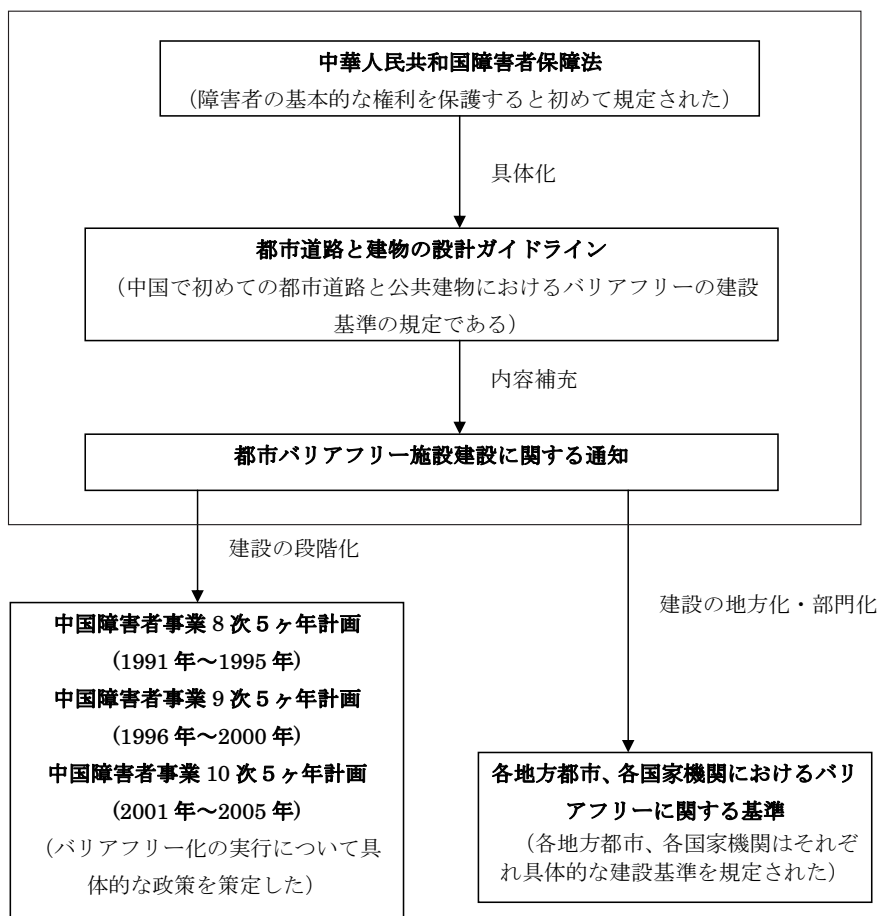 中華人民共和国障害者保障法
（障害者の基本的な権利を保護すると初めて規定された）
具体化
都市道路と建物の設計ガイドライン
（中国で初めての都市道路と公共建物におけるバリアフリーの建設
基準の規定である）
内容補充
都市バリアフリー施設建設に関する通知
建設の段階化
建設の地方化・部門化
中国障害者事業 8 次５ヶ年計画
(1991 年～1995 年)
中国障害者事業 9 次５ヶ年計画
(1996 年～2000 年)
中国障害者事業 10 次５ヶ年計画
(2001 年～2005 年)
（バリアフリー化の実行について具
体的な政策を策定した）
各地方都市、各国家機関におけるバリ
アフリーに関する基準
（各地方都市、各国家機関はそれぞ
れ具体的な建設基準を規定された）